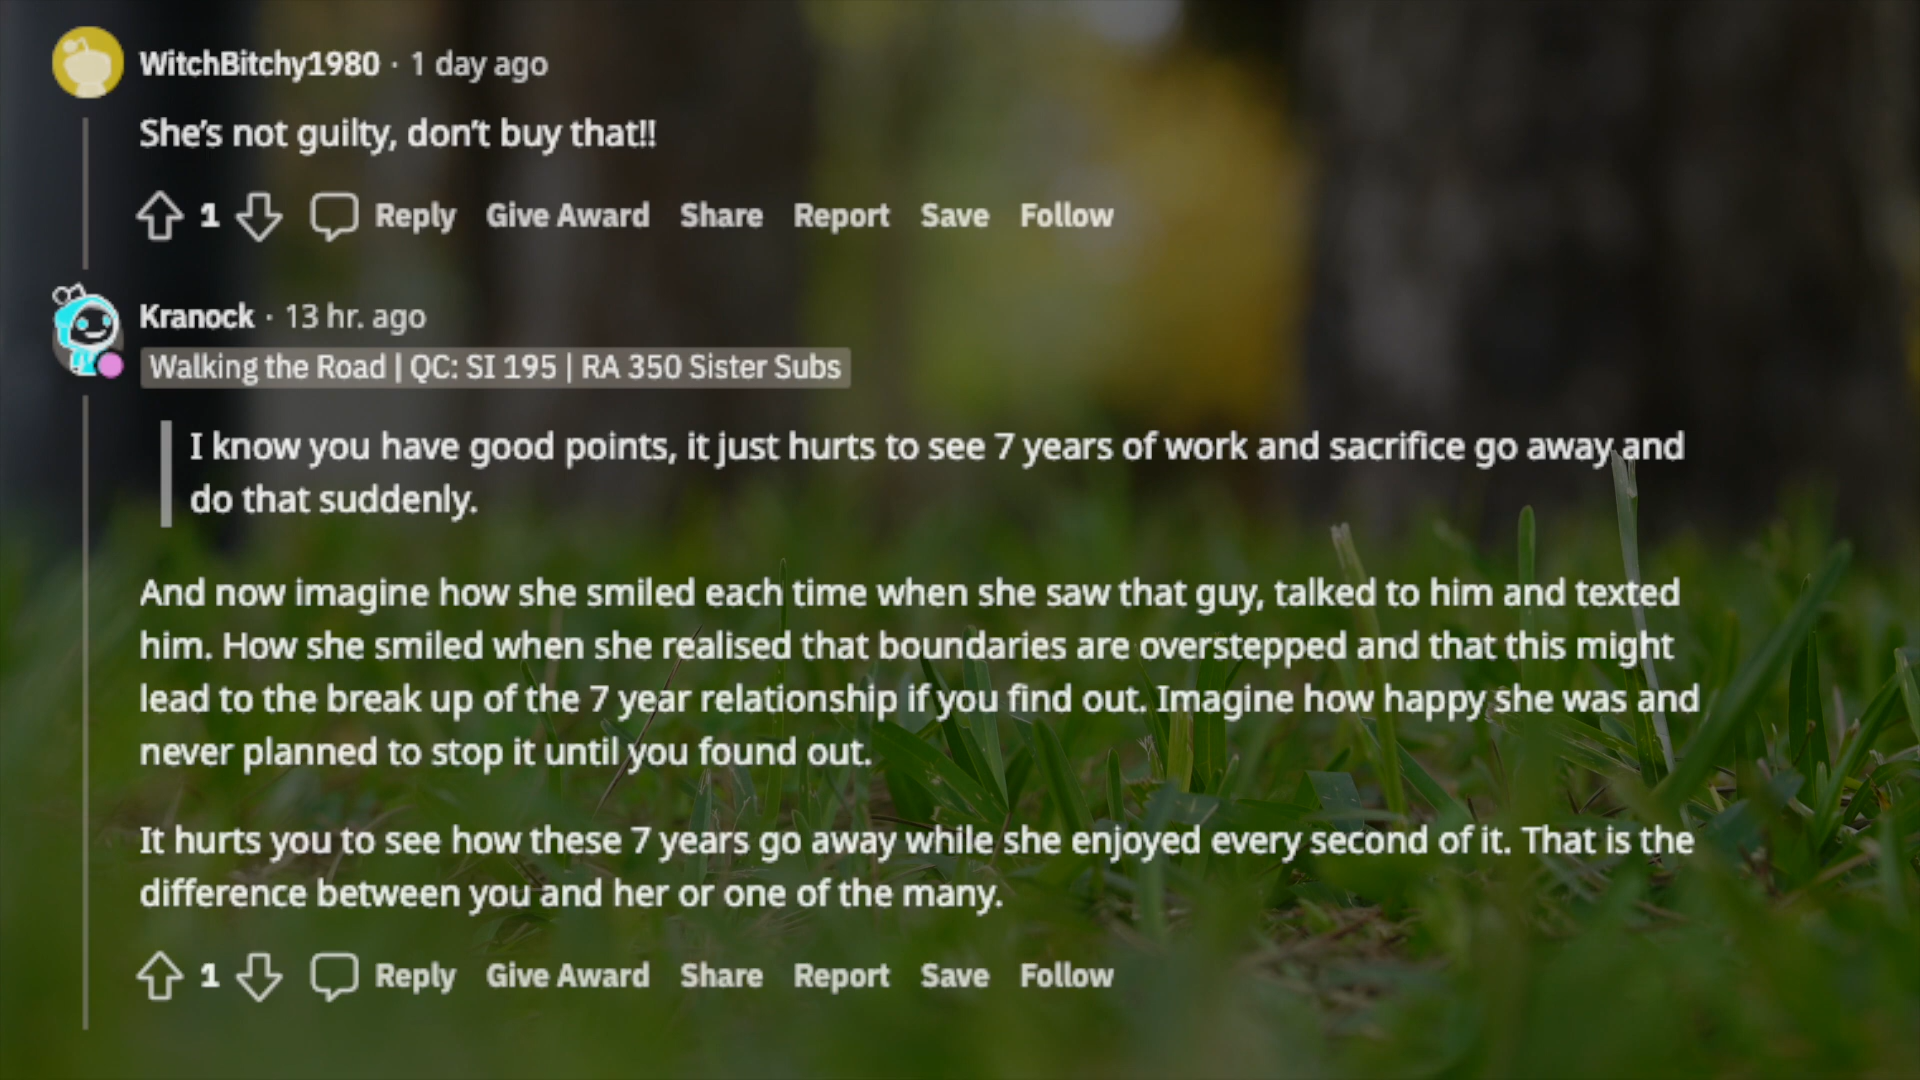 WitchBitchy1980 · 1 day ago
She's not guilty, don't buy that!!
1 Reply Give Award Share Report Save Follow
Kranock · 13 hr. ago
Walking the Road | QC: SI 195 | RA 350 Sister Subs
I know you have good points, it just hurts to see 7 years of work and sacrifice go away and
do that suddenly.
And now imagine how she smiled each time when she saw that guy, talked to him and texted
him. How she smiled when she realised that boundaries are overstepped and that this might
lead to the break up of the 7 year relationship if you find out. Imagine how happy she was and
never planned to stop it until you found out.
It hurts you to see how these 7 years go away while she enjoyed every second of it. That is the
difference between you and her or one of the many.
1 Reply Give Award Share Report Save Follow